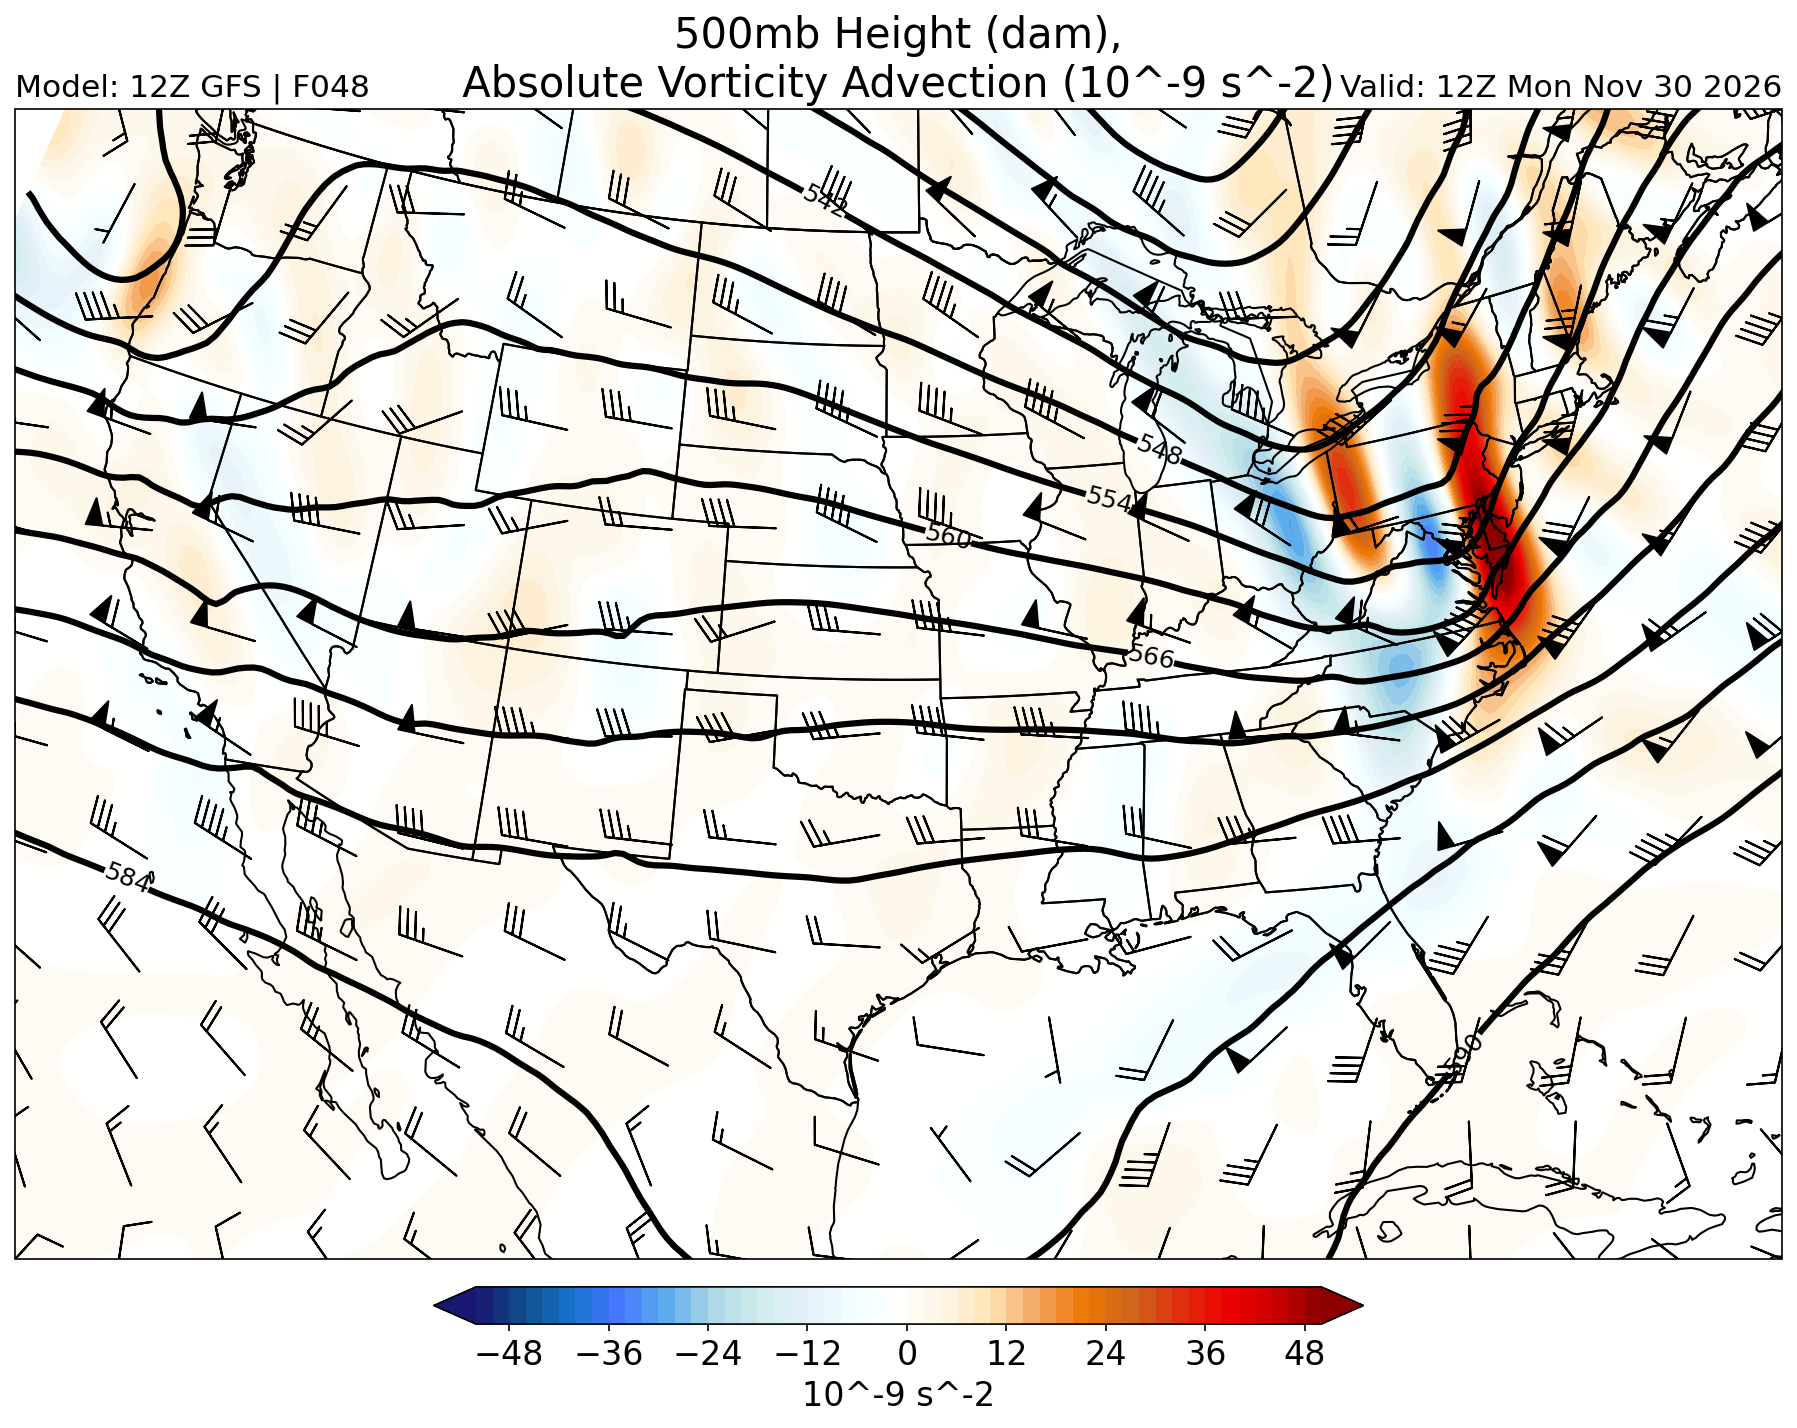 500mb Height (dam),
Model: 12Z GFS | F048 Absolute Vorticity Advection (10^-9 s^-2) Valid: 12Z Mon Nov 30 2026
542
548
554
560
566
584
590
−48 −36 −24 −12 0 12 24 36 48
10^-9 s^-2